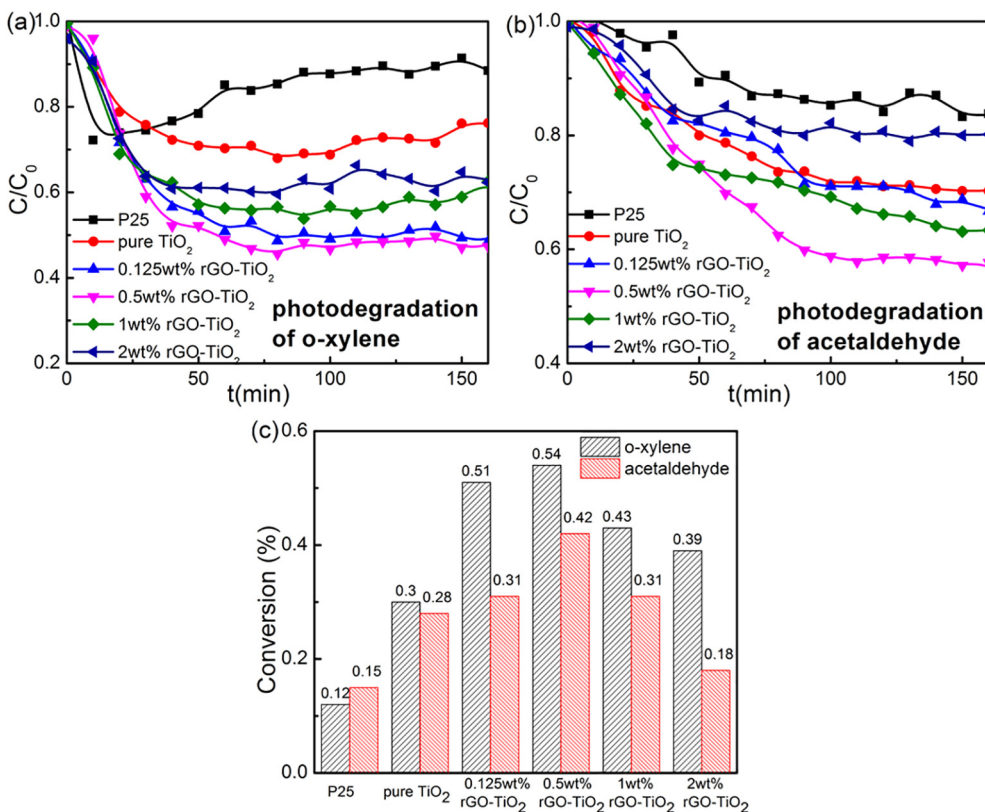 (a)
1.0
0.8
0.6
0.4
0.2
C/C₀
P25
pure TiO₂
0.125wt% rGO-TiO₂
0.5wt% rGO-TiO₂
1wt% rGO-TiO₂
2wt% rGO-TiO₂
photodegradation
of o-xylene
0 50 100 150
t(min)
(b)
1.0
0.8
0.6
0.4
C/C₀
P25
pure TiO₂
0.125wt% rGO-TiO₂
0.5wt% rGO-TiO₂
1wt% rGO-TiO₂
2wt% rGO-TiO₂
photodegradation
of acetaldehyde
0 50 100 150
t(min)
(c)
0.6
0.4
0.2
0.0
Conversion (%)
o-xylene
acetaldehyde
0.12 0.15 0.3 0.28 0.51 0.31 0.54 0.42 0.43 0.31 0.39 0.18
P25 pure TiO₂ 0.125wt% 0.5wt% 1wt% 2wt%
rGO-TiO₂ rGO-TiO₂ rGO-TiO₂ rGO-TiO₂